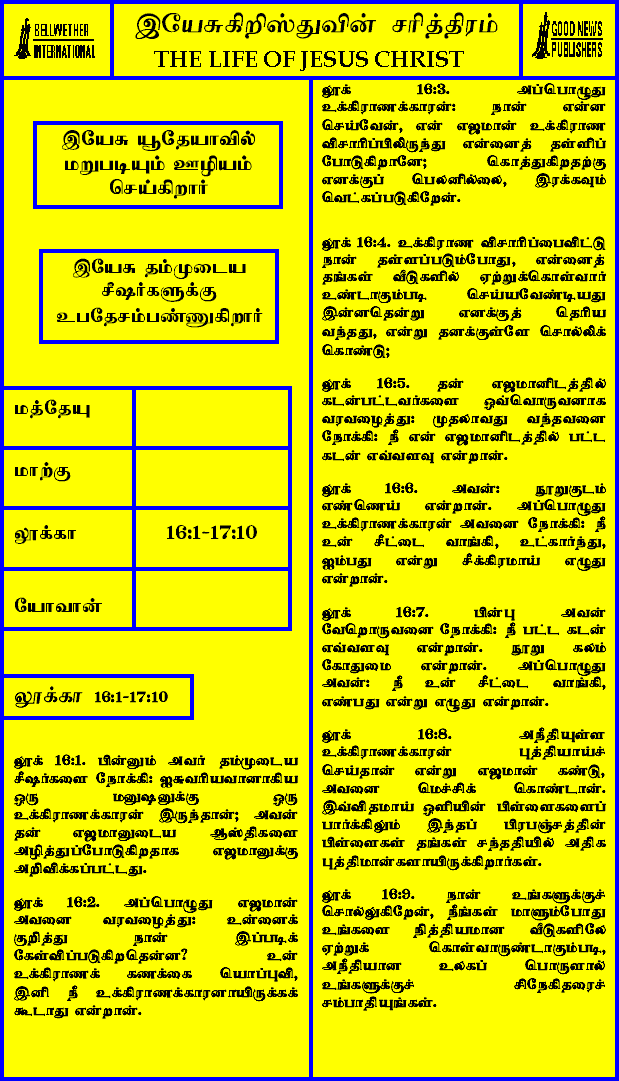 BELLWETHER
INTERNATIONAL
இயேசுகிறிஸ்துவின் சரித்திரம்
THE LIFE OF JESUS CHRIST
GOOD NEWS
PUBLISHERS
இயேசு யூதேயாவில்
மறுபடியும் ஊழியம்
செய்கிறார்
இயேசு தம்முடைய
சீஷர்களுக்கு
உபதேசம்பண்ணுகிறார்
மத்தேயு
மாற்கு
லூக்கா 16:1-17:10
யோவான்
லூக்கா 16:1-17:10
லூக் 16:1. பின்னும் அவர் தம்முடைய
சீஷர்களை நோக்கி: ஐசுவரியவானாகிய
ஒரு மனுஷனுக்கு ஒரு
உக்கிராணக்காரன் இருந்தான்; அவன்
தன் எஜமானுடைய ஆஸ்திகளை
அழித்துப்போடுகிறதாக எஜமானுக்கு
அறிவிக்கப்பட்டது.
லூக் 16:2. அப்பொழுது எஜமான்
அவனை வரவழைத்து: உன்னைக்
குறித்து நான் இப்படிக்
கேள்விப்படுகிறதென்ன? உன்
உக்கிராணக் கணக்கை யொப்புவி,
இனி நீ உக்கிராணக்காரனாயிருக்கக்
கூடாது என்றான்.
லூக் 16:3. அப்பொழுது
உக்கிராணக்காரன்: நான் என்ன
செய்வேன், என் எஜமான் உக்கிராண
விசாரிப்பிலிருந்து என்னைத் தள்ளிப்
போடுகிறானே; கொத்துகிறதற்கு
எனக்குப் பெலனில்லை, இரக்கவும்
வெட்கப்படுகிறேன்.
லூக் 16:4. உக்கிராண விசாரிப்பைவிட்டு
நான் தள்ளப்படும்போது, என்னைத்
தங்கள் வீடுகளில் ஏற்றுக்கொள்வார்
உண்டாகும்படி செய்யவேண்டியது
இன்னதென்று எனக்குத் தெரிய
வந்தது, என்று தனக்குள்ளே சொல்லிக்
கொண்டு;
லூக் 16:5. தன் எஜமானிடத்தில்
கடன்பட்டவர்களை ஒவ்வொருவனாக
வரவழைத்து: முதலாவது வந்தவனை
நோக்கி: நீ என் எஜமானிடத்தில் பட்ட
கடன் எவ்வளவு என்றான்.
லூக் 16:6. அவன்: நூறுகுடம்
எண்ணெய் என்றான். அப்பொழுது
உக்கிராணக்காரன் அவனை நோக்கி: நீ
உன் சீட்டை வாங்கி, உட்கார்ந்து,
ஐம்பது என்று சீக்கிரமாய் எழுது
என்றான்.
லூக் 16:7. பின்பு அவன்
வேறொருவனை நோக்கி: நீ பட்ட கடன்
எவ்வளவு என்றான். நூறு கலம்
கோதுமை என்றான். அப்பொழுது
அவன்: நீ உன் சீட்டை வாங்கி,
எண்பது என்று எழுது என்றான்.
லூக் 16:8. அநீதியுள்ள
உக்கிராணக்காரன் புத்தியாய்ச்
செய்தான் என்று எஜமான் கண்டு,
அவனை மெச்சிக் கொண்டான்.
இவ்விதமாய் ஒளியின் பிள்ளைகளைப்
பார்க்கிலும் இந்தப் பிரபஞ்சத்தின்
பிள்ளைகள் தங்கள் சந்ததியில் அதிக
புத்திமான்களாயிருக்கிறார்கள்.
லூக் 16:9. நான் உங்களுக்குச்
சொல்லுகிறேன், நீங்கள் மாளும்போது
உங்களை நித்தியமான வீடுகளிலே
ஏற்றுக் கொள்வாருண்டாகும்படி,
அநீதியான உலகப் பொருளால்
உங்களுக்குச் சிநேகிதரைச்
சம்பாதியுங்கள்.